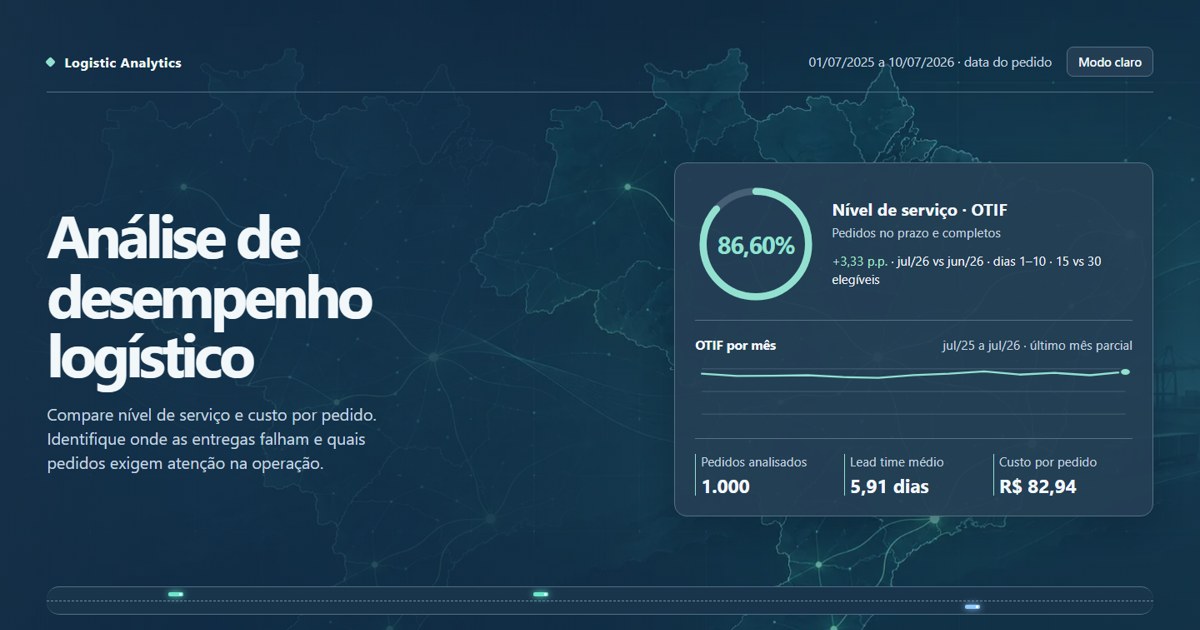 Logistic Analytics
01/07/2025 a 10/07/2026 · data do pedido
Modo claro
Análise de
desempenho
logístico
Compare nível de serviço e custo por pedido.
Identifique onde as entregas falham e quais
pedidos exigem atenção na operação.
86,60%
Nível de serviço · OTIF
Pedidos no prazo e completos
+3,33 p.p. · jul/26 vs jun/26 · dias 1–10 · 15 vs 30
elegíveis
OTIF por mês
jul/25 a jul/26 · último mês parcial
Pedidos analisados
1.000
Lead time médio
5,91 dias
Custo por pedido
R$ 82,94